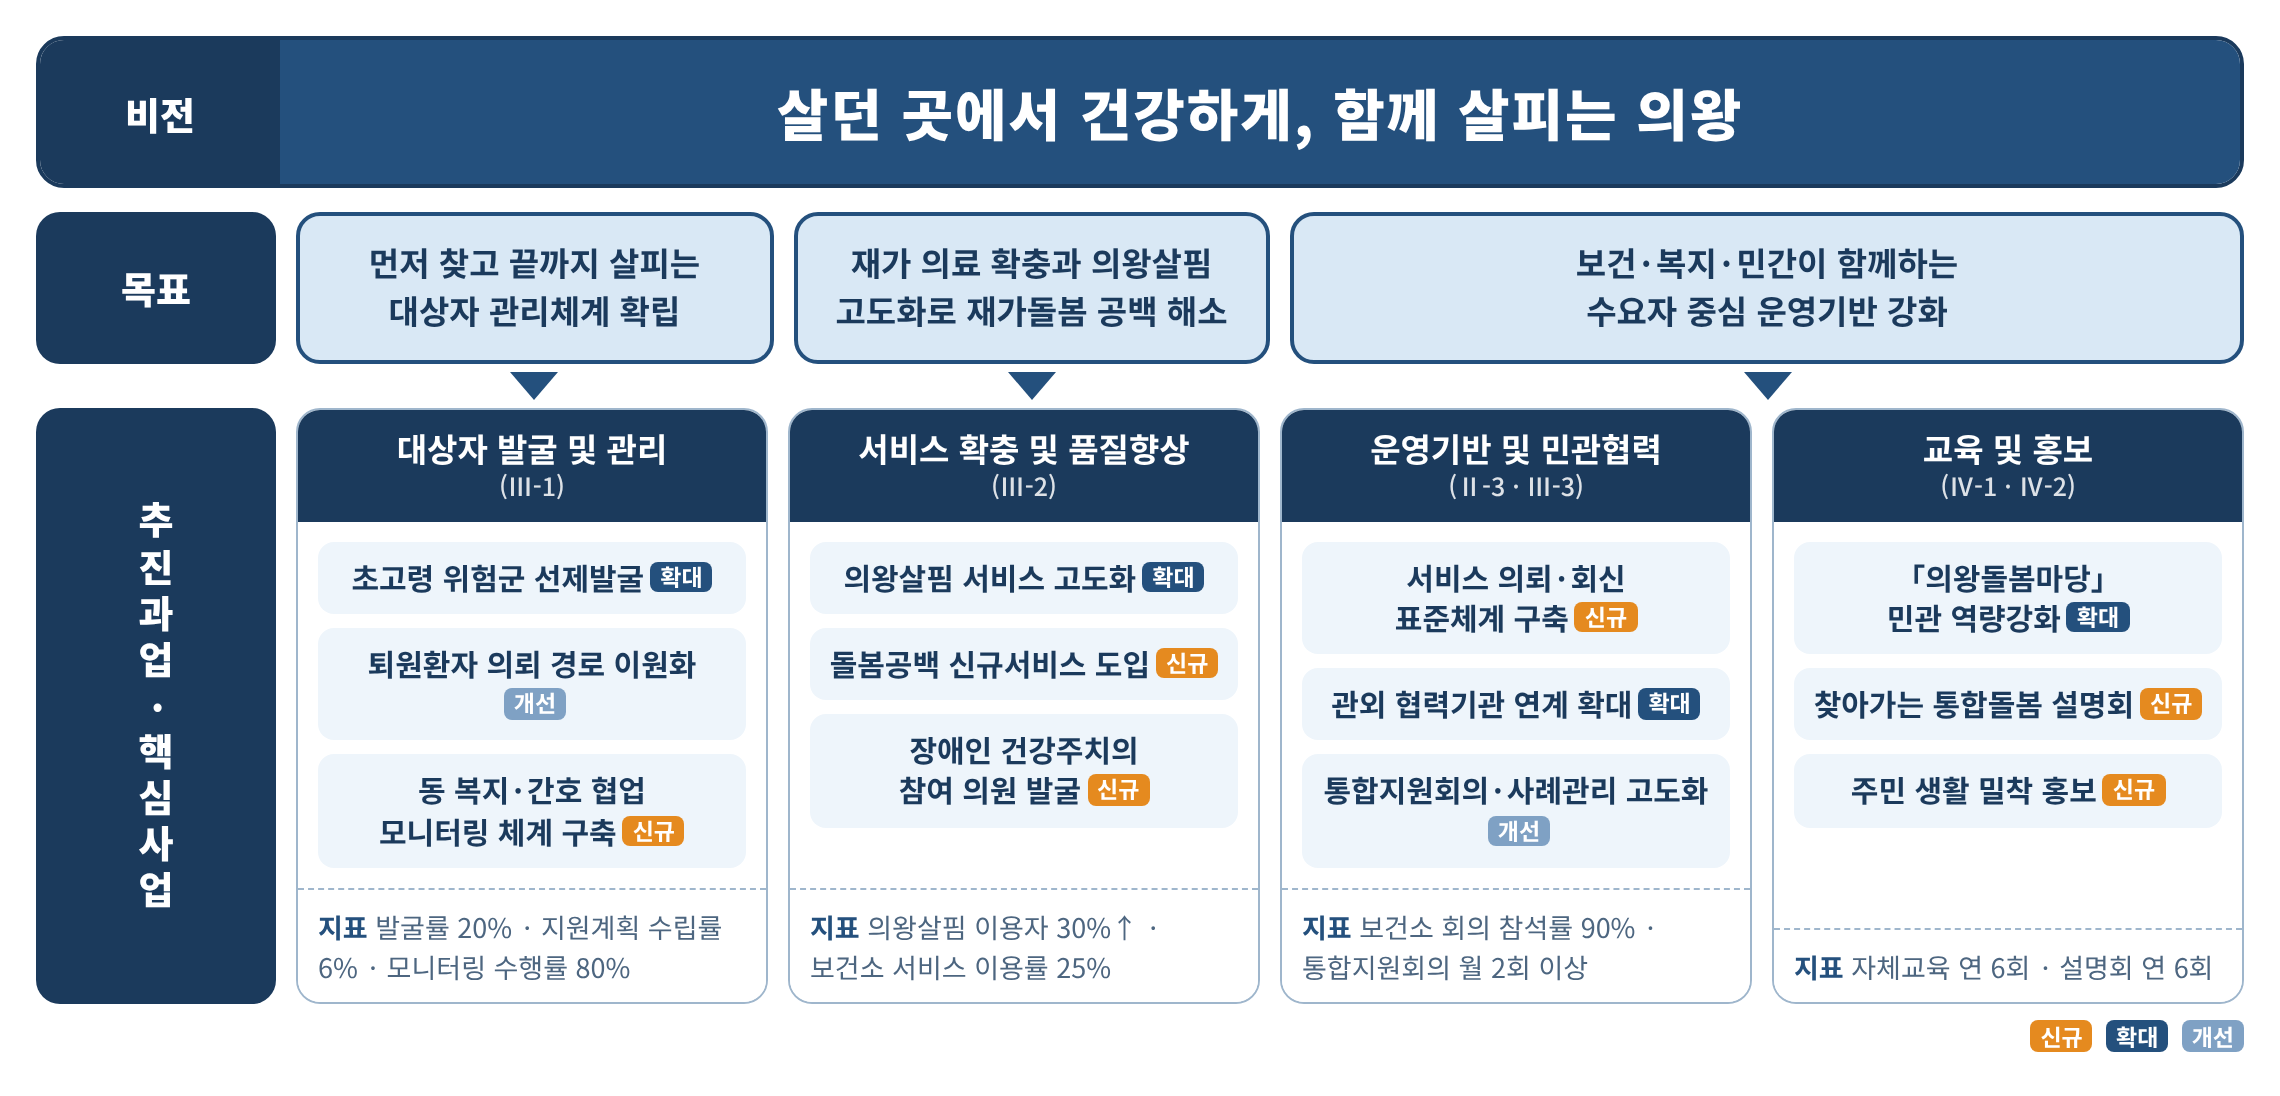 비전
살던 곳에서 건강하게, 함께 살피는 의왕
목표
먼저 찾고 끝까지 살피는
대상자 관리체계 확립
재가 의료 확충과 의왕살핌
고도화로 재가돌봄 공백 해소
보건·복지·민간이 함께하는
수요자 중심 운영기반 강화
추진과업·핵심사업
대상자 발굴 및 관리
(III-1)
초고령 위험군 선제발굴 확대
퇴원환자 의뢰 경로 이원화
개선
동 복지·간호 협업
모니터링 체계 구축 신규
지표 발굴률 20% · 지원계획 수립률
6% · 모니터링 수행률 80%
서비스 확충 및 품질향상
(III-2)
의왕살핌 서비스 고도화 확대
돌봄공백 신규서비스 도입 신규
장애인 건강주치의
참여 의원 발굴 신규
지표 의왕살핌 이용자 30%↑ ·
보건소 서비스 이용률 25%
운영기반 및 민관협력
(Ⅱ-3 · III-3)
서비스 의뢰·회신
표준체계 구축 신규
관외 협력기관 연계 확대 확대
통합지원회의·사례관리 고도화
개선
지표 보건소 회의 참석률 90% ·
통합지원회의 월 2회 이상
교육 및 홍보
(IV-1 · IV-2)
「의왕돌봄마당」
민관 역량강화 확대
찾아가는 통합돌봄 설명회 신규
주민 생활 밀착 홍보 신규
지표 자체교육 연 6회 · 설명회 연 6회
신규 확대 개선